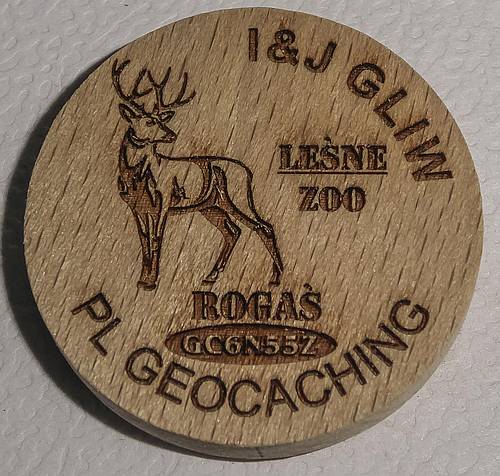 I&J GLIW
LEŚNE
ZOO
ROGAŚ
GC6N55Z
PL GEOCACHING